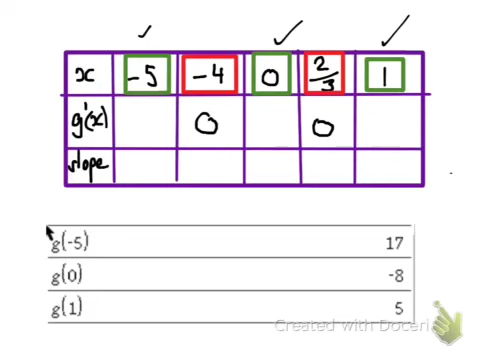 x -5 -4 0 2/3 1
g'(x) 0 0
slope
g(-5) 17
g(0) -8
g(1) 5
Created with Doceri